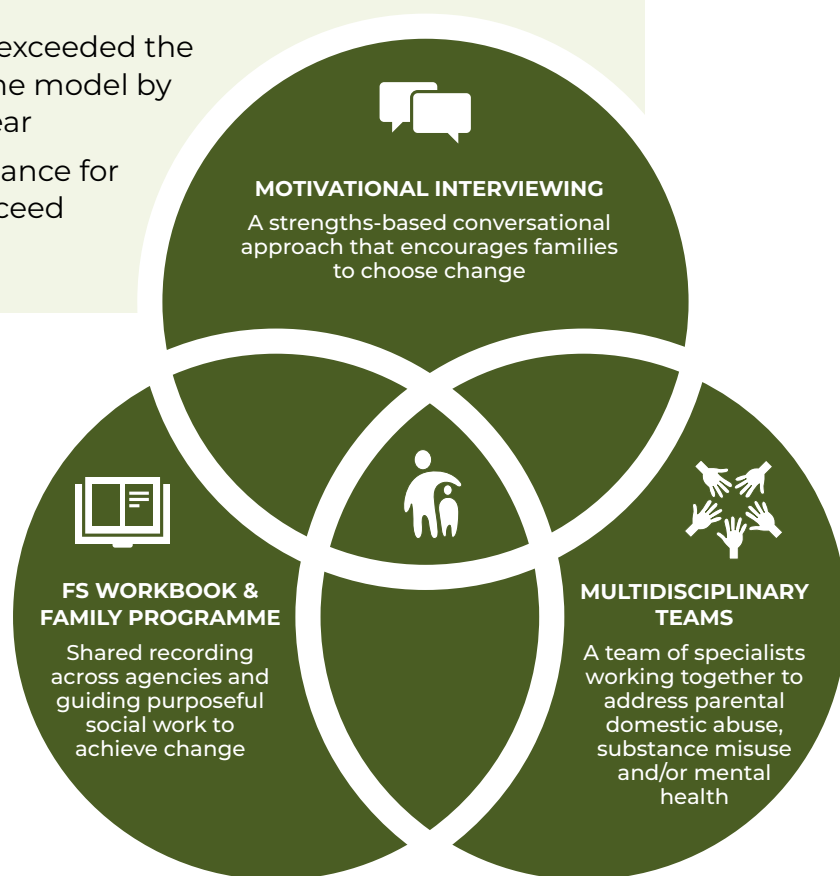 exceeded the
ne model by
ear
ance for
ceed
MOTIVATIONAL INTERVIEWING
A strengths-based conversational
approach that encourages families
to choose change
FS WORKBOOK &
FAMILY PROGRAMME
Shared recording
across agencies and
guiding purposeful
social work to
achieve change
MULTIDISCIPLINARY
TEAMS
A team of specialists
working together to
address parental
domestic abuse,
substance misuse
and/or mental
health